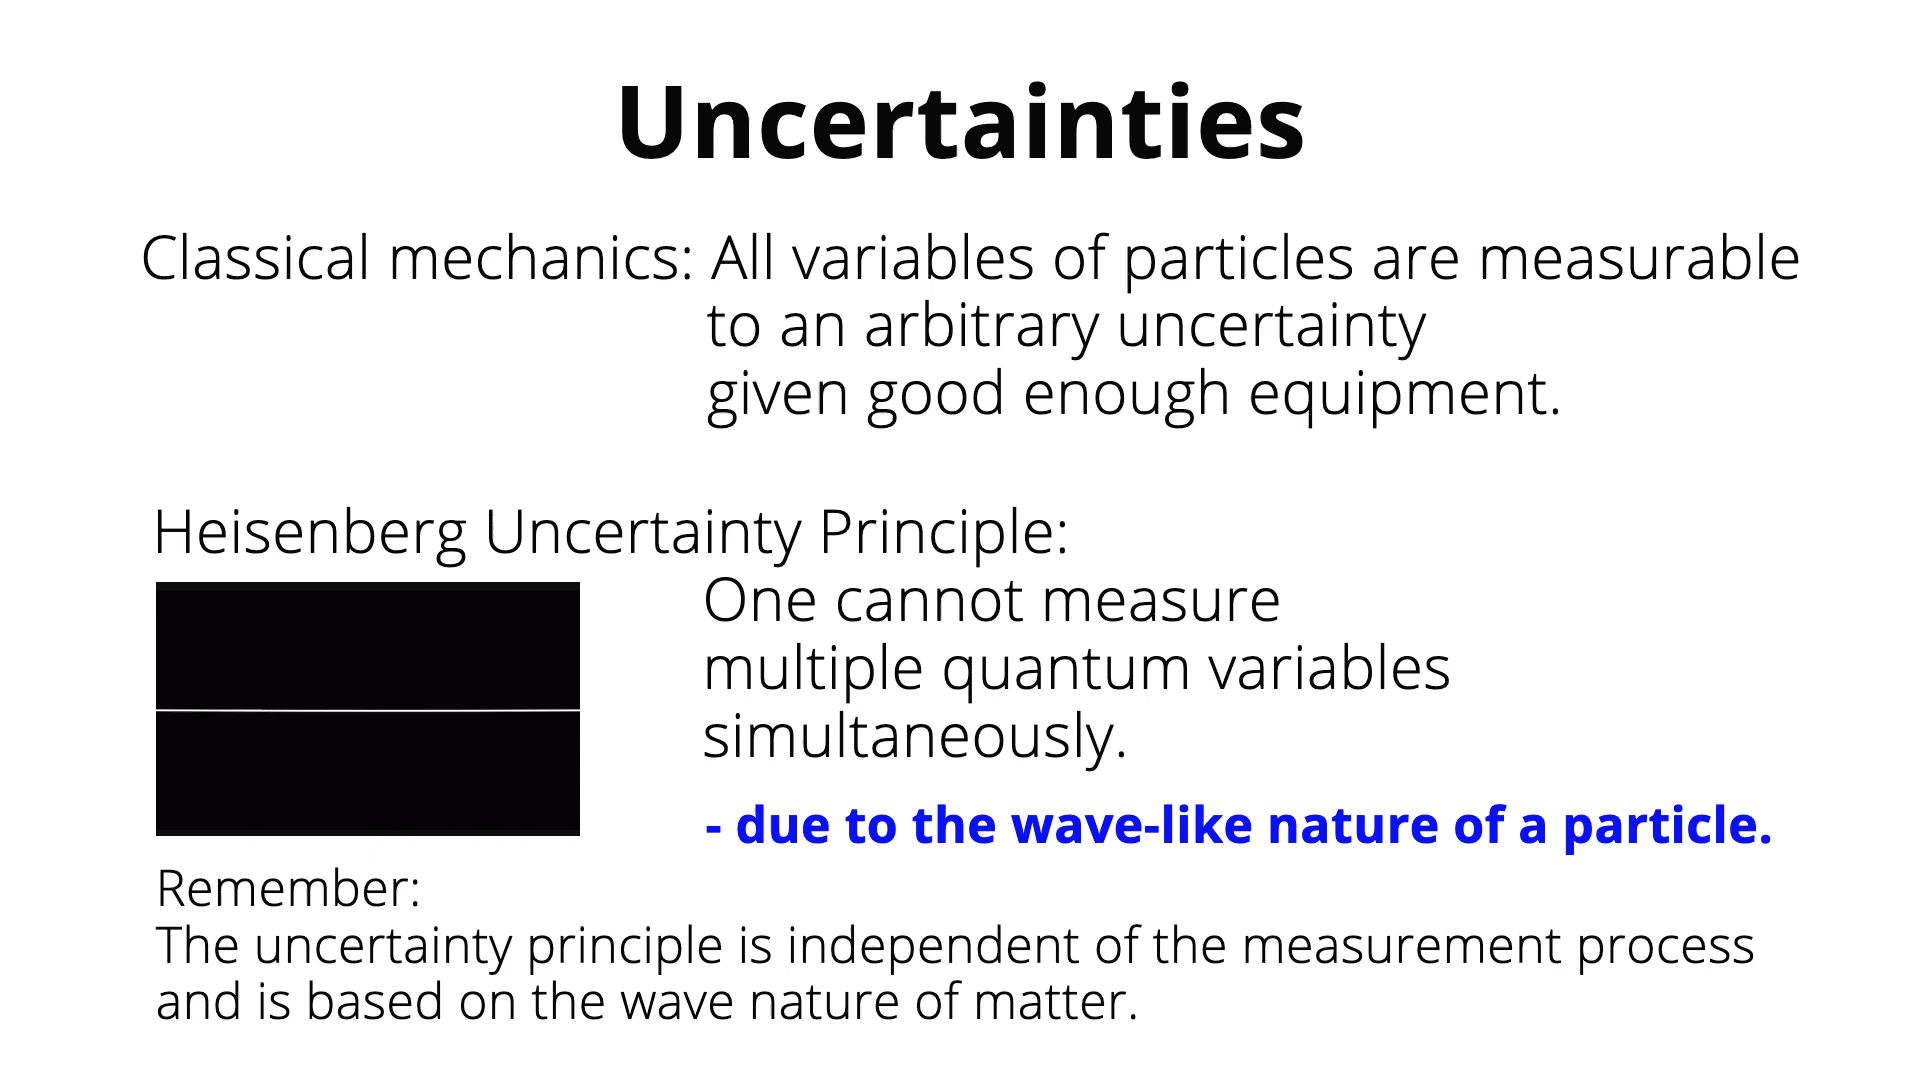 Uncertainties
Classical mechanics: All variables of particles are measurable
to an arbitrary uncertainty
given good enough equipment.
Heisenberg Uncertainty Principle:
One cannot measure
multiple quantum variables
simultaneously.
- due to the wave-like nature of a particle.
Remember:
The uncertainty principle is independent of the measurement process
and is based on the wave nature of matter.